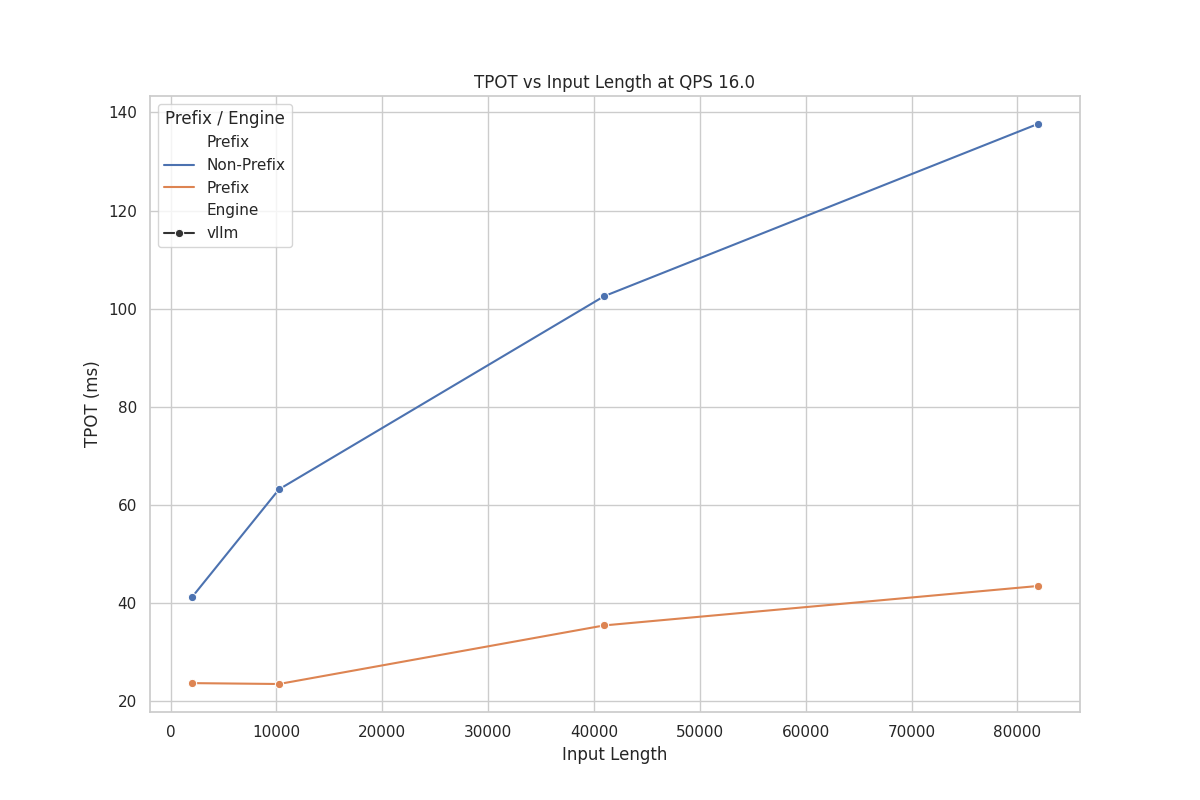 TPOT vs Input Length at QPS 16.0
Prefix / Engine
Prefix
Non-Prefix
Prefix
Engine
vllm
TPOT (ms)
140
120
100
80
60
40
20
0
10000
20000
30000
40000
50000
60000
70000
80000
Input Length